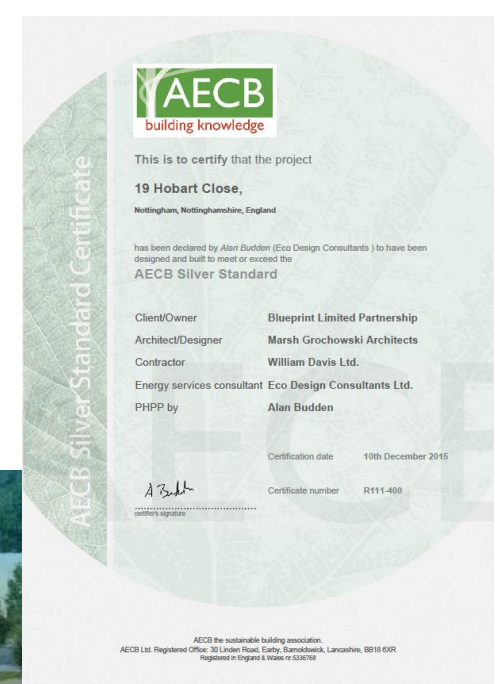 AECB
building knowledge
AECB Silver Standard Certificate
This is to certify that the project
19 Hobart Close,
Nottingham, Nottinghamshire, England
has been declared by Alan Budden (Eco Design Consultants ) to have been
designed and built to meet or exceed the
AECB Silver Standard
Client/Owner Blueprint Limited Partnership
Architect/Designer Marsh Grochowski Architects
Contractor William Davis Ltd.
Energy services consultant Eco Design Consultants Ltd.
PHPP by Alan Budden
Certification date 10th December 2015
A Budden
Certificate number R111-400
certifier's signature
AECB
AECB the sustainable building association.
AECB Ltd. Registered Office: 30 Linden Road, Earby, Barnoldswick, Lancashire, BB18 6XR
Registered in England & Wales nr.5336768